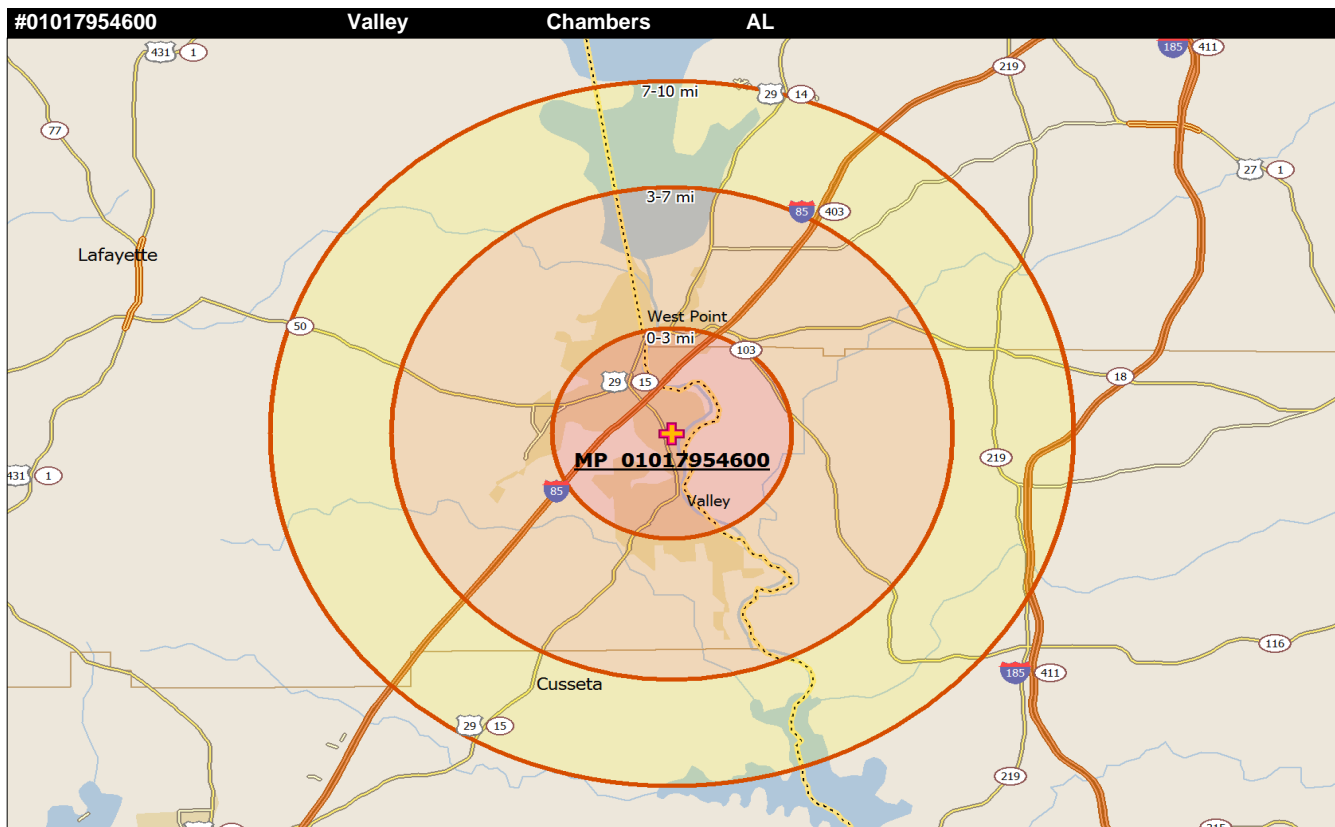 #01017954600 Valley Chambers AL
431 1
185 411
219
7-10 mi
29 14
77
27 1
3-7 mi
85 403
Lafayette
50
West Point
0-3 mi
103
29 15
18
MP 01017954600
219
431 1
85
Valley
116
185 411
Cusseta
29 15
219